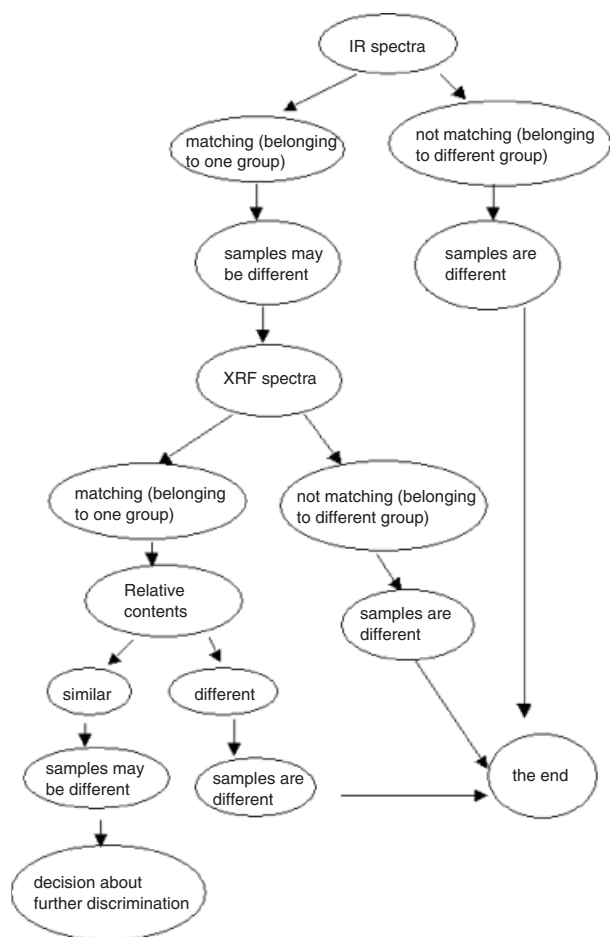 IR spectra
matching (belonging
to one group)
not matching (belonging
to different group)
samples may
be different
samples are
different
XRF spectra
matching (belonging
to one group)
not matching (belonging
to different group)
Relative
contents
samples are
different
similar
different
samples may
be different
samples are
different
the end
decision about
further discrimination